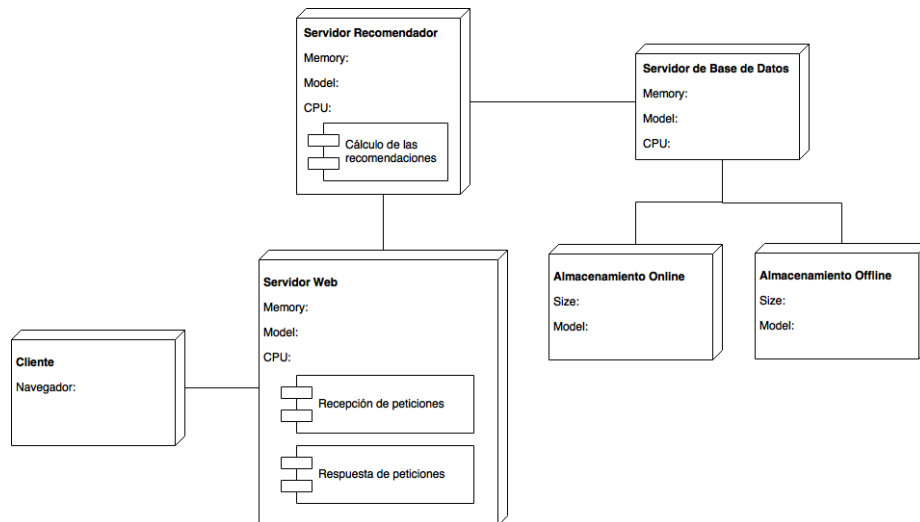 Servidor Recomendador
Memory:
Model:
CPU:
Cálculo de las
recomendaciones
Servidor de Base de Datos
Memory:
Model:
CPU:
Servidor Web
Memory:
Model:
CPU:
Recepción de peticiones
Respuesta de peticiones
Almacenamiento Online
Size:
Model:
Almacenamiento Offline
Size:
Model:
Cliente
Navegador: